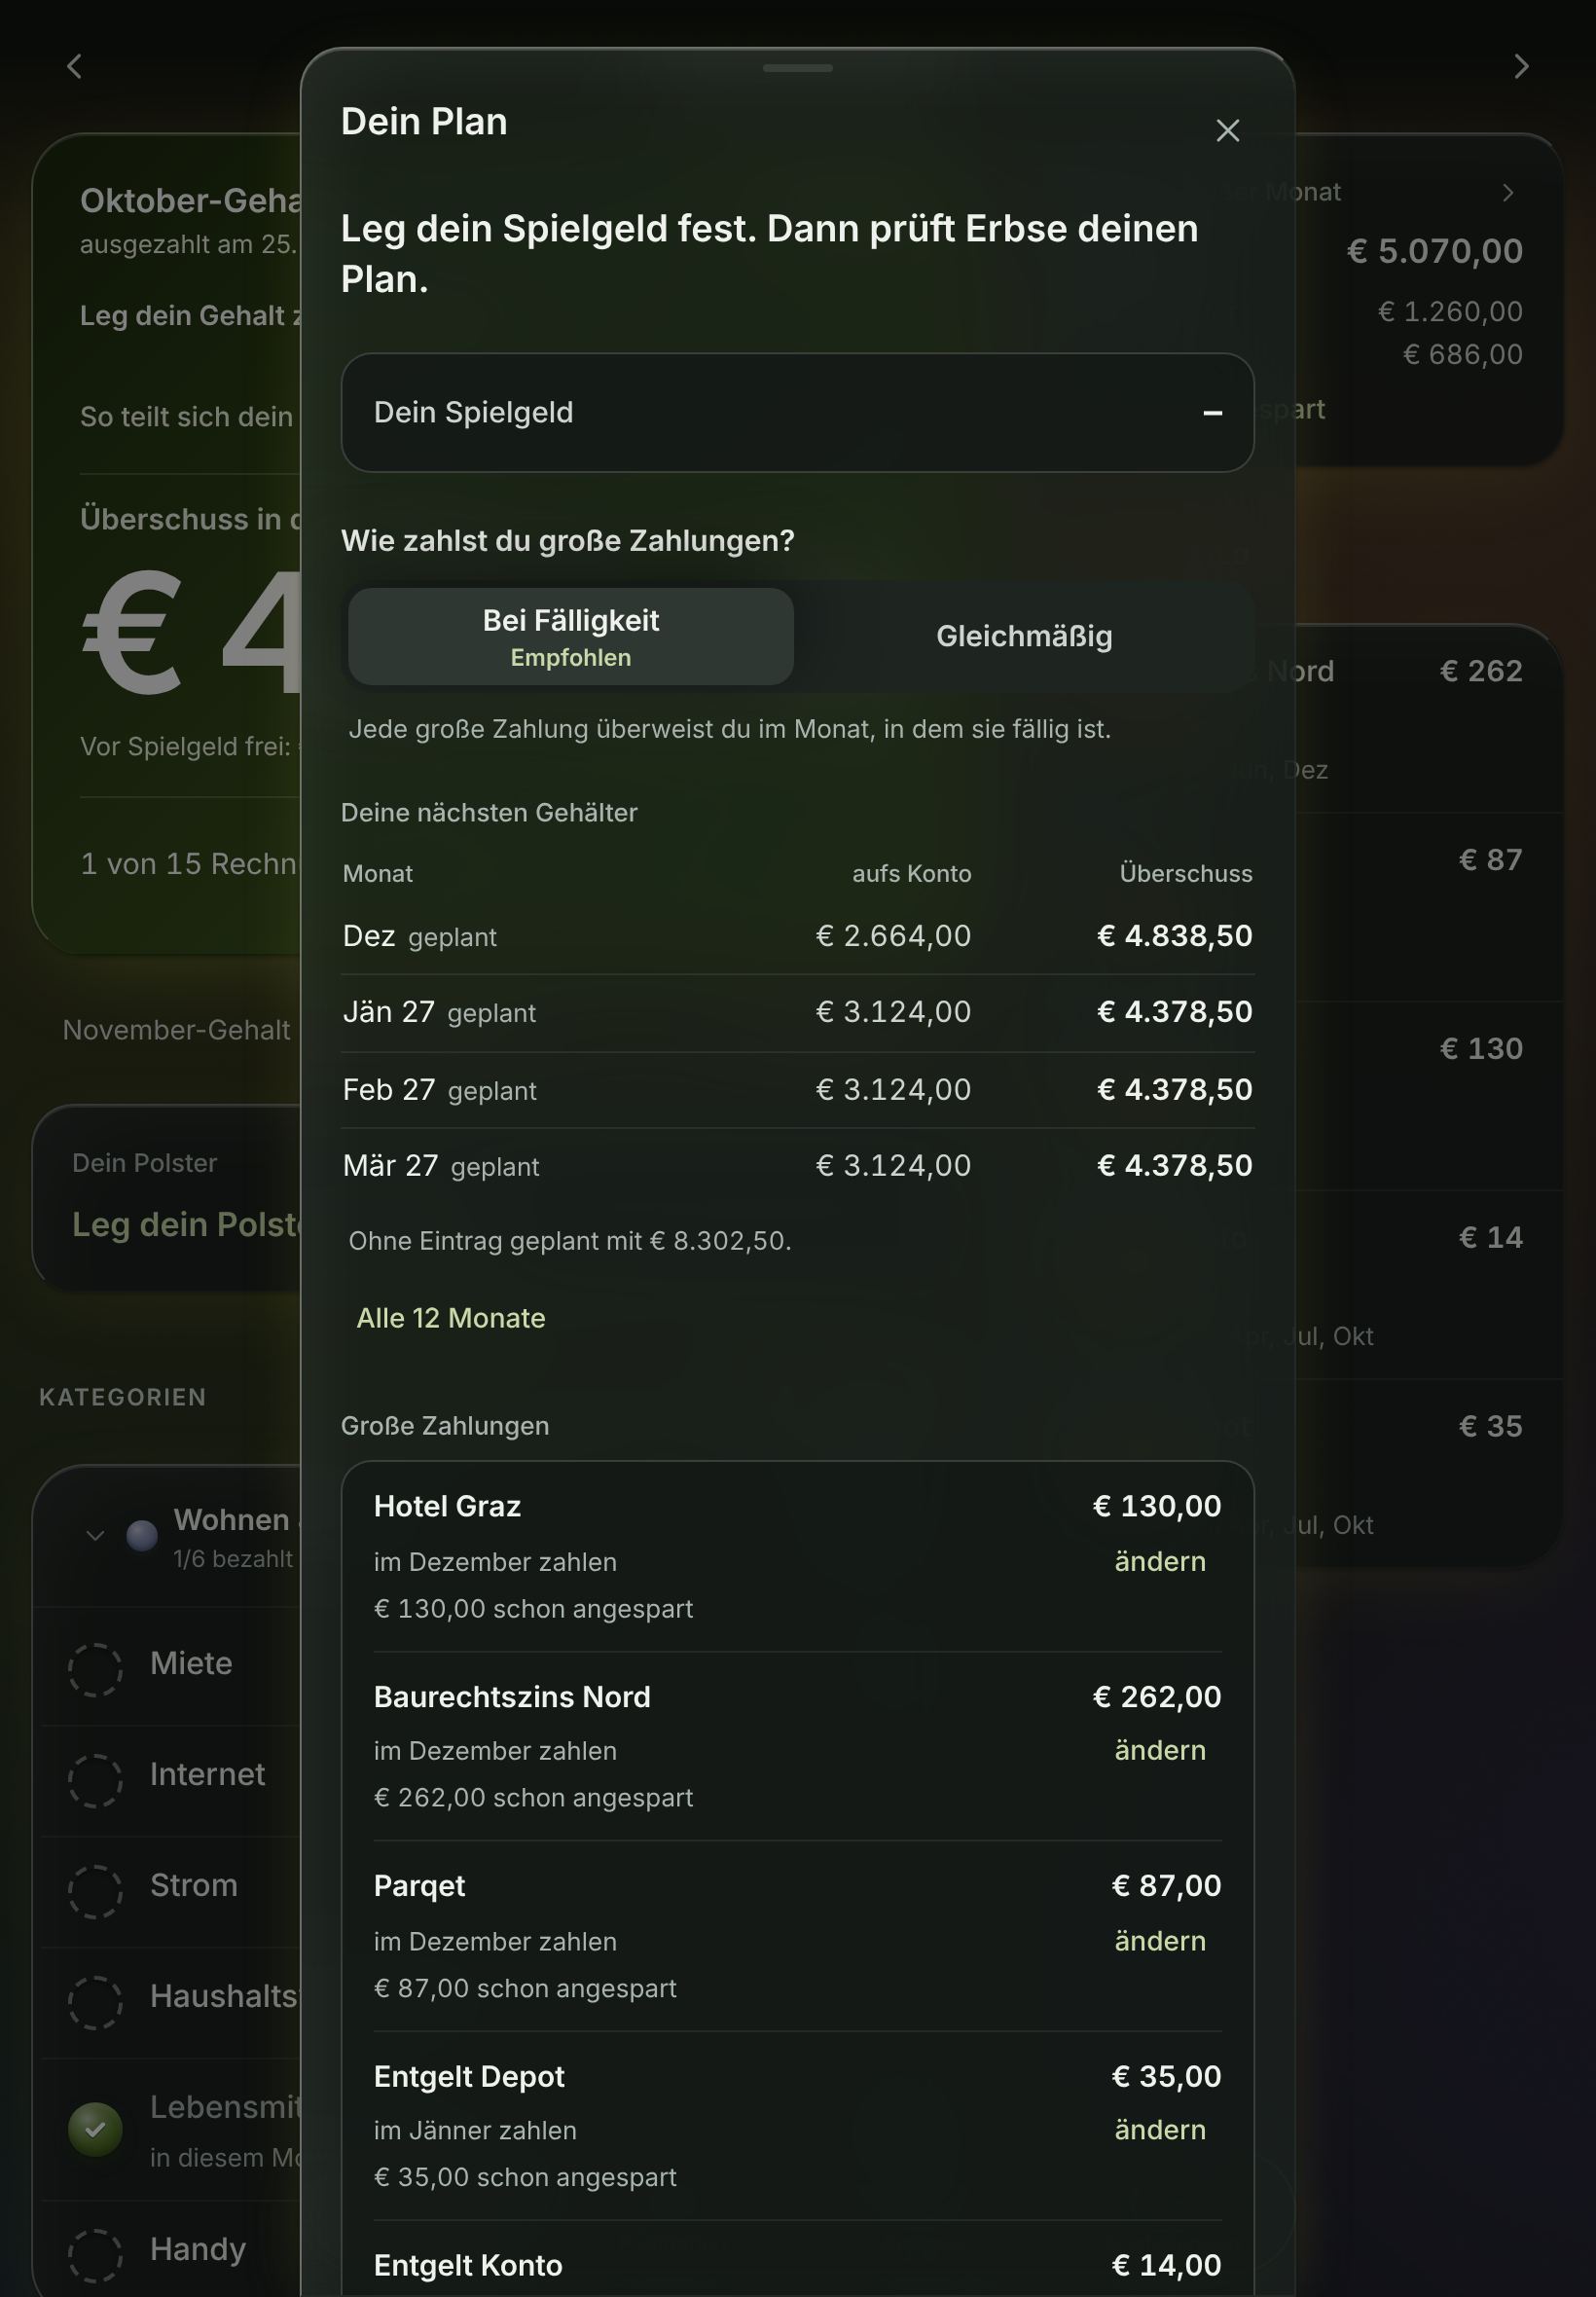 Dein Plan
Leg dein Spielgeld fest. Dann prüft Erbse deinen
Plan.
Dein Spielgeld –
Wie zahlst du große Zahlungen?
Bei Fälligkeit
Empfohlen
Gleichmäßig
Jede große Zahlung überweist du im Monat, in dem sie fällig ist.
Deine nächsten Gehälter
Monat aufs Konto Überschuss
Dez geplant € 2.664,00 € 4.838,50
Jän 27 geplant € 3.124,00 € 4.378,50
Feb 27 geplant € 3.124,00 € 4.378,50
Mär 27 geplant € 3.124,00 € 4.378,50
Ohne Eintrag geplant mit € 8.302,50.
Alle 12 Monate
Große Zahlungen
Hotel Graz € 130,00
im Dezember zahlen ändern
€ 130,00 schon angespart
Baurechtszins Nord € 262,00
im Dezember zahlen ändern
€ 262,00 schon angespart
Parqet € 87,00
im Dezember zahlen ändern
€ 87,00 schon angespart
Entgelt Depot € 35,00
im Jänner zahlen ändern
€ 35,00 schon angespart
Entgelt Konto € 14,00
Oktober-Geha
ausgezahlt am 25.
Leg dein Gehalt
So teilt sich dein
Überschuss in
€ 4
Vor Spielgeld frei:
1 von 15 Rechn
November-Gehalt
Dein Polster
Leg dein Polst
KATEGORIEN
Wohnen
1/6 bezahlt
Miete
Internet
Strom
Haushalts
Lebensmit
in diesem Mo
Handy
Monat
€ 5.070,00
€ 1.260,00
€ 686,00
spart
Nord € 262
Dez
€ 87
€ 130
€ 14
Jul, Okt
€ 35
Jul, Okt